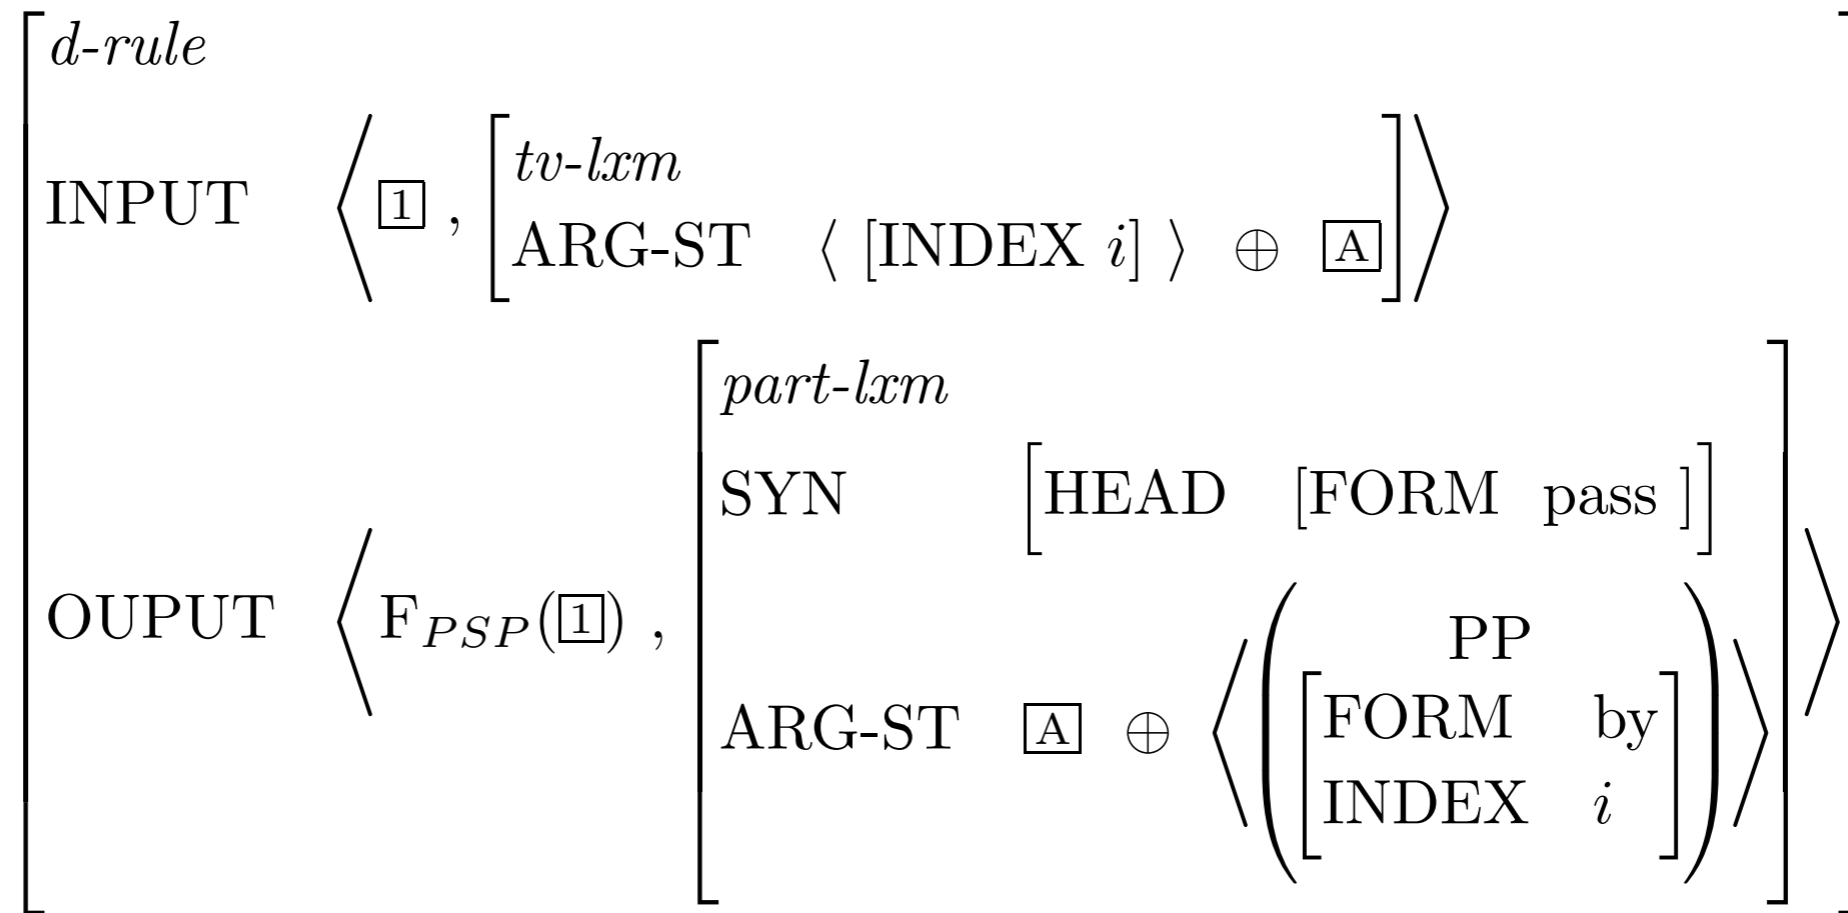 d-rule
INPUT ⟨ 1 , [ tv-lxm
ARG-ST ⟨ [INDEX i] ⟩ ⊕ A ] ⟩
part-lxm
SYN [HEAD [FORM pass ]]
OUPUT ⟨ F_PSP(1) ,
ARG-ST A ⊕ ⟨ ( PP
[ FORM by
INDEX i ] ) ⟩ ⟩